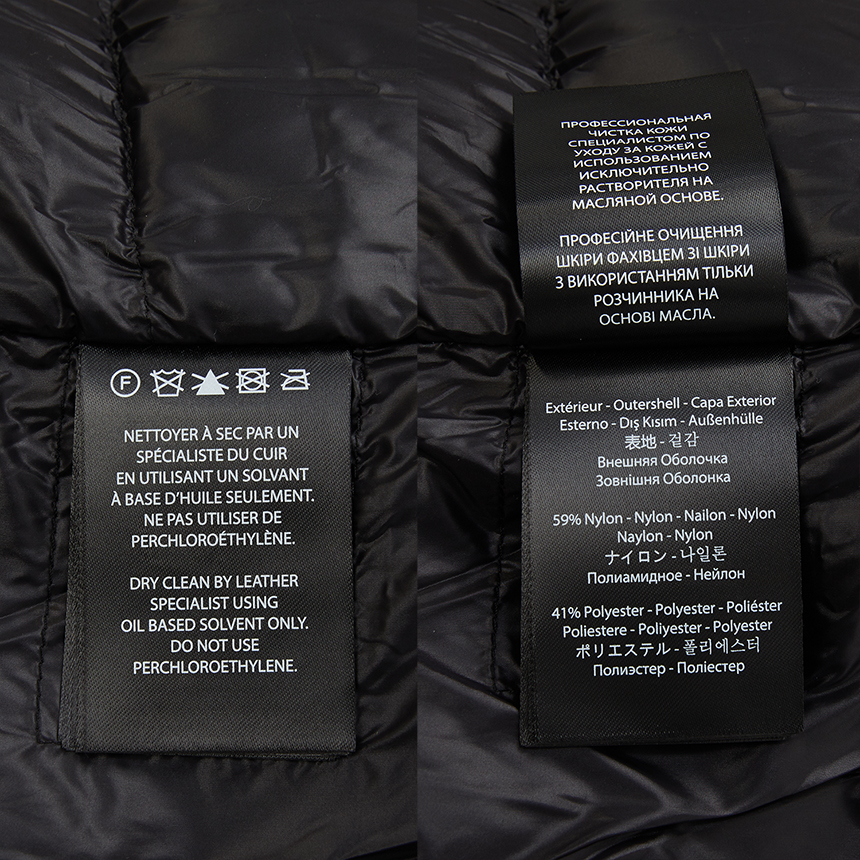 F
NETTOYER À SEC PAR UN
SPÉCIALISTE DU CUIR
EN UTILISANT UN SOLVANT
À BASE D'HUILE SEULEMENT.
NE PAS UTILISER DE
PERCHLOROÉTHYLÈNE.
DRY CLEAN BY LEATHER
SPECIALIST USING
OIL BASED SOLVENT ONLY.
DO NOT USE
PERCHLOROETHYLENE.
ПРОФЕССИОНАЛЬНАЯ
ЧИСТКА КОЖИ
СПЕЦИАЛИСТОМ ПО
УХОДУ ЗА КОЖЕЙ С
ИСПОЛЬЗОВАНИЕМ
ИСКЛЮЧИТЕЛЬНО
РАСТВОРИТЕЛЯ НА
МАСЛЯНОЙ ОСНОВЕ.
ПРОФЕСІЙНЕ ОЧИЩЕННЯ
ШКІРИ ФАХІВЦЕМ ЗІ ШКІРИ
З ВИКОРИСТАННЯМ ТІЛЬКИ
РОЗЧИННИКА НА
ОСНОВІ МАСЛА.
Extérieur - Outershell - Capa Exterior
Esterno - Dış Kısım - Außenhülle
表地 - 겉감
Внешняя Оболочка
Зовнішня Оболонка
59% Nylon - Nylon - Nailon - Nylon
Naylon - Nylon
ナイロン - 나일론
Полиамидное - Нейлон
41% Polyester - Polyester - Poliéster
Poliestere - Poliyester - Polyester
ポリエステル - 폴리에스터
Полиэстер - Поліестер